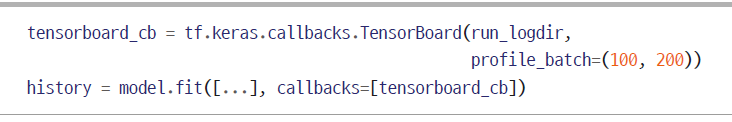 tensorboard_cb = tf.keras.callbacks.TensorBoard(run_logdir,
profile_batch=(100, 200))
history = model.fit([...], callbacks=[tensorboard_cb])